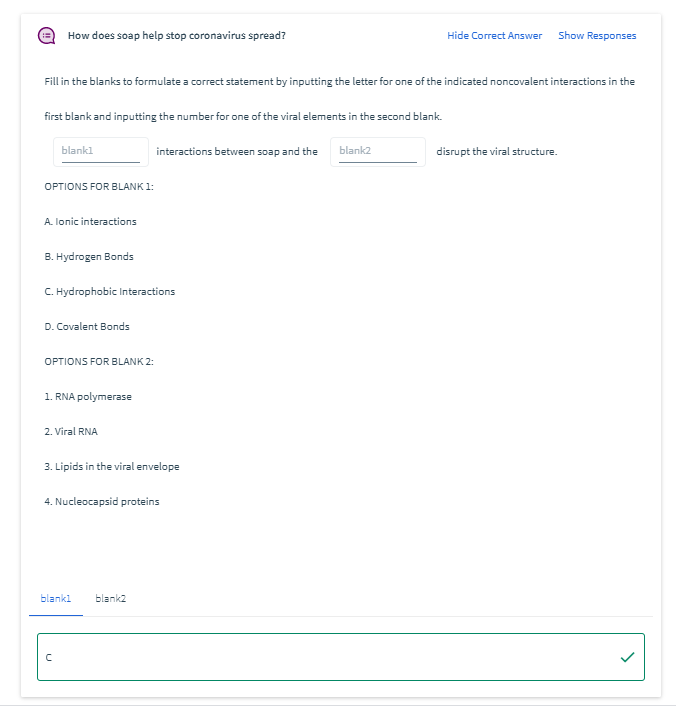 How does soap help stop coronavirus spread? Hide Correct Answer Show Responses
Fill in the blanks to formulate a correct statement by inputting the letter for one of the indicated noncovalent interactions in the
first blank and inputting the number for one of the viral elements in the second blank.
blank1 interactions between soap and the blank2 disrupt the viral structure.
OPTIONS FOR BLANK 1:
A. Ionic interactions
B. Hydrogen Bonds
C. Hydrophobic Interactions
D. Covalent Bonds
OPTIONS FOR BLANK 2:
1. RNA polymerase
2. Viral RNA
3. Lipids in the viral envelope
4. Nucleocapsid proteins
blank1 blank2
C